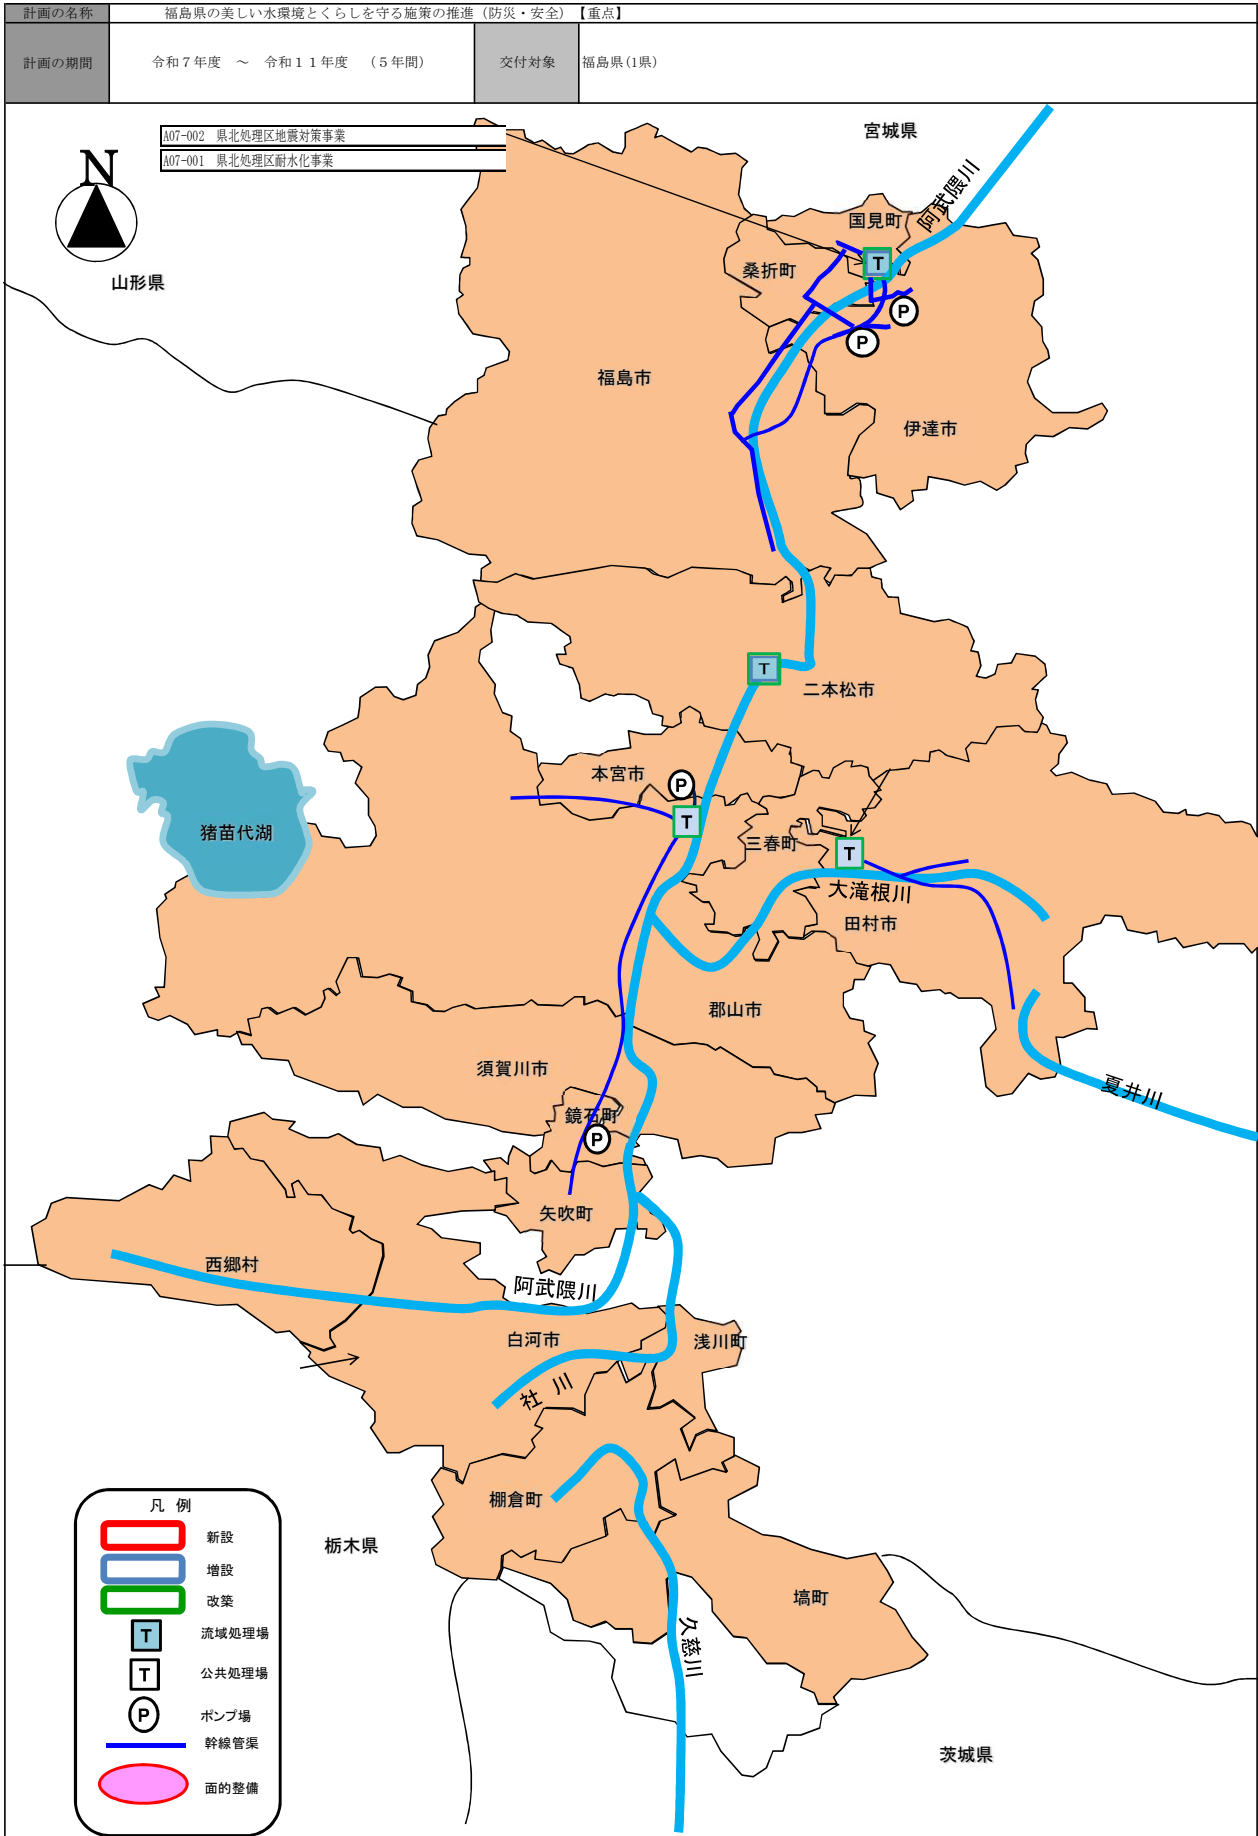 計画の名称 福島県の美しい水環境とくらしを守る施策の推進（防災・安全）【重点】
計画の期間 令和７年度 ～ 令和１１年度 （５年間） 交付対象 福島県(1県)
A07-002 県北処理区地震対策事業
A07-001 県北処理区耐水化事業
N
宮城県
阿武隈川
国見町
T
桑折町
山形県
P
P
福島市
伊達市
T
二本松市
本宮市
P
猪苗代湖
T
三春町
T
大滝根川
田村市
郡山市
須賀川市
夏井川
鏡石町
P
矢吹町
西郷村
阿武隈川
白河市
浅川町
社川
棚倉町
栃木県
塙町
久慈川
茨城県
凡 例
新設
増設
改築
T 流域処理場
T 公共処理場
P ポンプ場
幹線管渠
面的整備